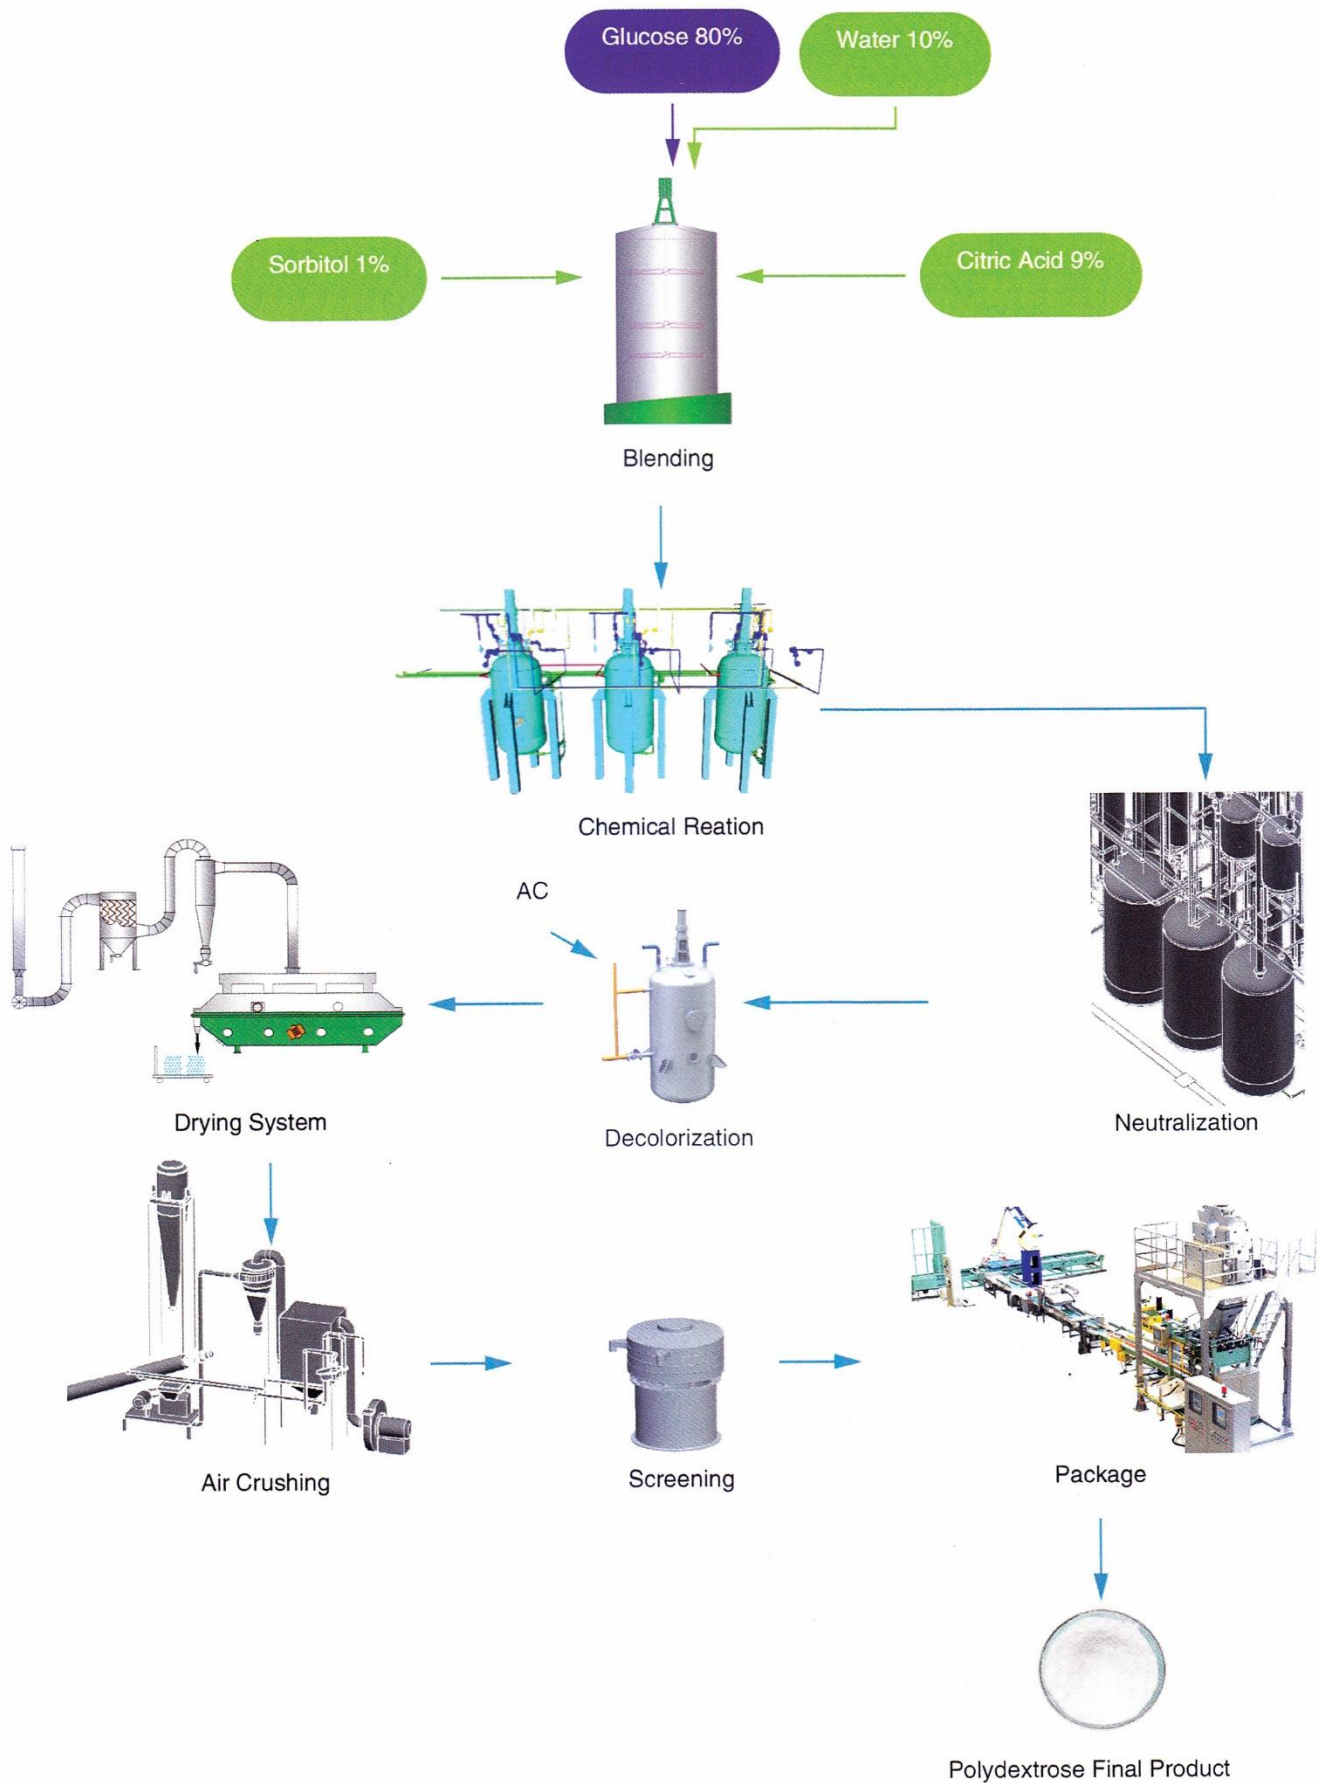 Glucose 80%
Water 10%
Sorbitol 1%
Citric Acid 9%
Blending
Chemical Reation
AC
Drying System
Decolorization
Neutralization
Air Crushing
Screening
Package
Polydextrose Final Product